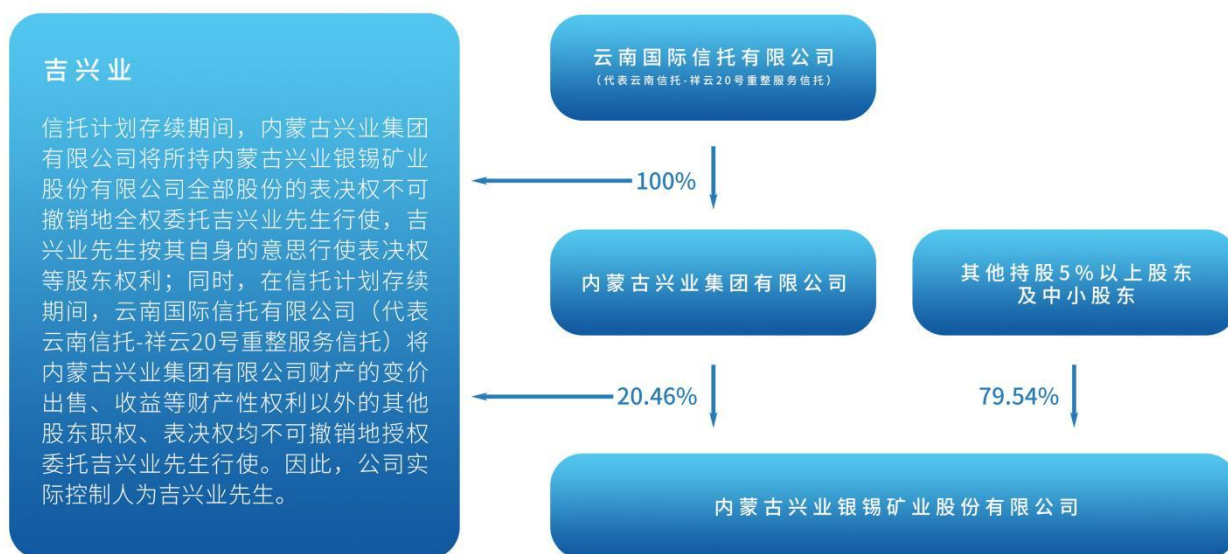 吉兴业
信托计划存续期间，内蒙古兴业集团
有限公司将所持内蒙古兴业银锡矿业
股份有限公司全部股份的表决权不可
撤销地全权委托吉兴业先生行使，吉
兴业先生按其自身的意思行使表决权
等股东权利；同时，在信托计划存续
期间，云南国际信托有限公司（代表
云南信托-祥云20号重整服务信托）将
内蒙古兴业集团有限公司财产的变价
出售、收益等财产性权利以外的其他
股东职权、表决权均不可撤销地授权
委托吉兴业先生行使。因此，公司实
际控制人为吉兴业先生。
云南国际信托有限公司
（代表云南信托-祥云20号重整服务信托）
100%
内蒙古兴业集团有限公司
其他持股5%以上股东
及中小股东
20.46%
79.54%
内蒙古兴业银锡矿业股份有限公司